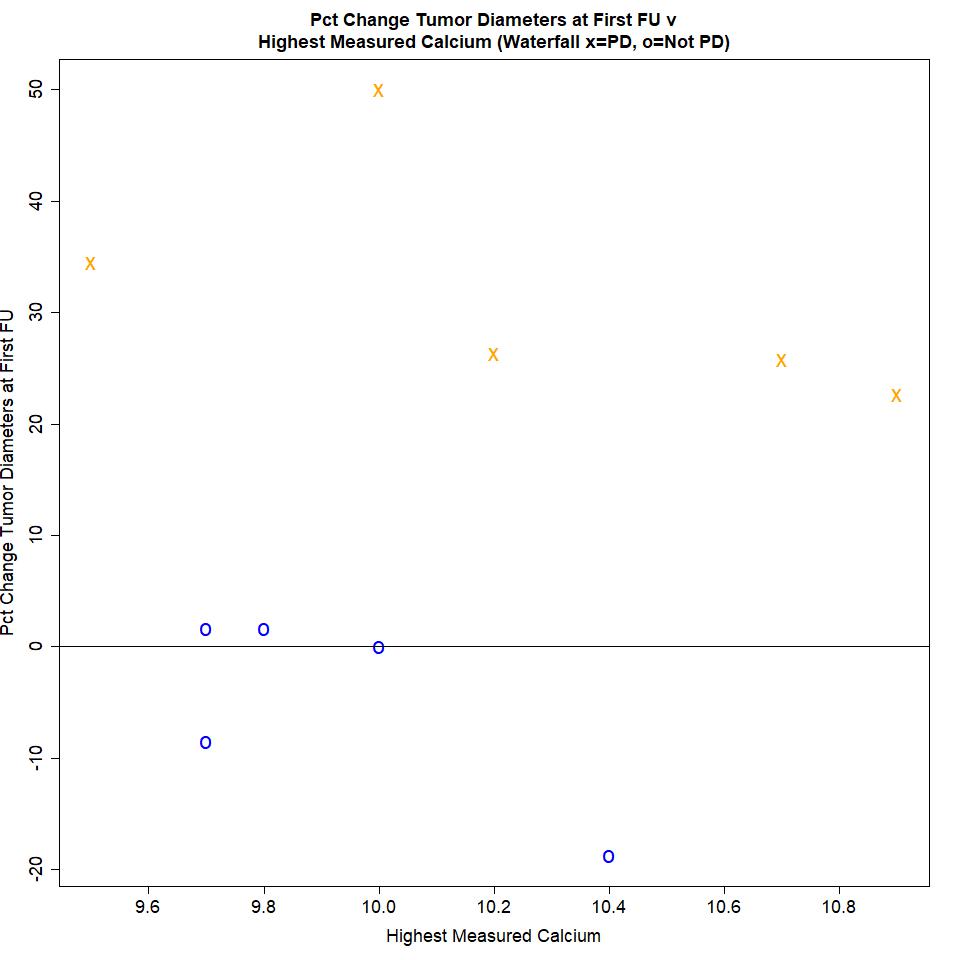 Pct Change Tumor Diameters at First FU v
Highest Measured Calcium (Waterfall x=PD, o=Not PD)
Pct Change Tumor Diameters at First FU
50
40
30
20
10
0
-10
-20
X
X
X
X
X
O
O
O
O
O
9.6
9.8
10.0
10.2
10.4
10.6
10.8
Highest Measured Calcium